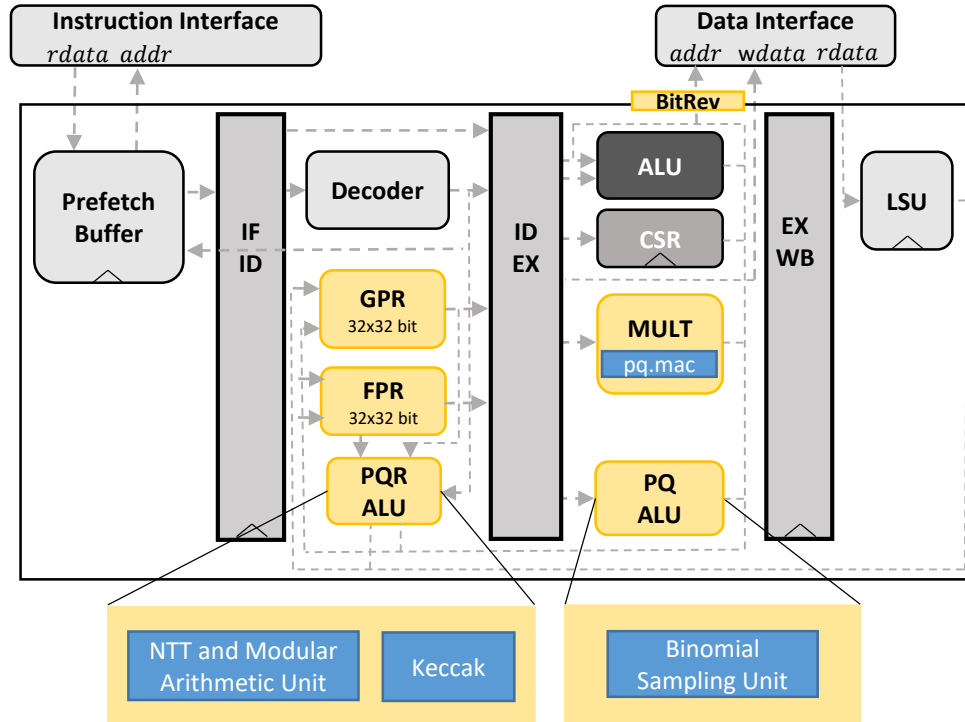 Instruction Interface
rdata addr
Data Interface
addr wdata rdata
BitRev
Prefetch
Buffer
IF
ID
Decoder
GPR
32x32 bit
FPR
32x32 bit
PQR
ALU
ID
EX
ALU
CSR
MULT
pq.mac
PQ
ALU
EX
WB
LSU
NTT and Modular
Arithmetic Unit
Keccak
Binomial
Sampling Unit